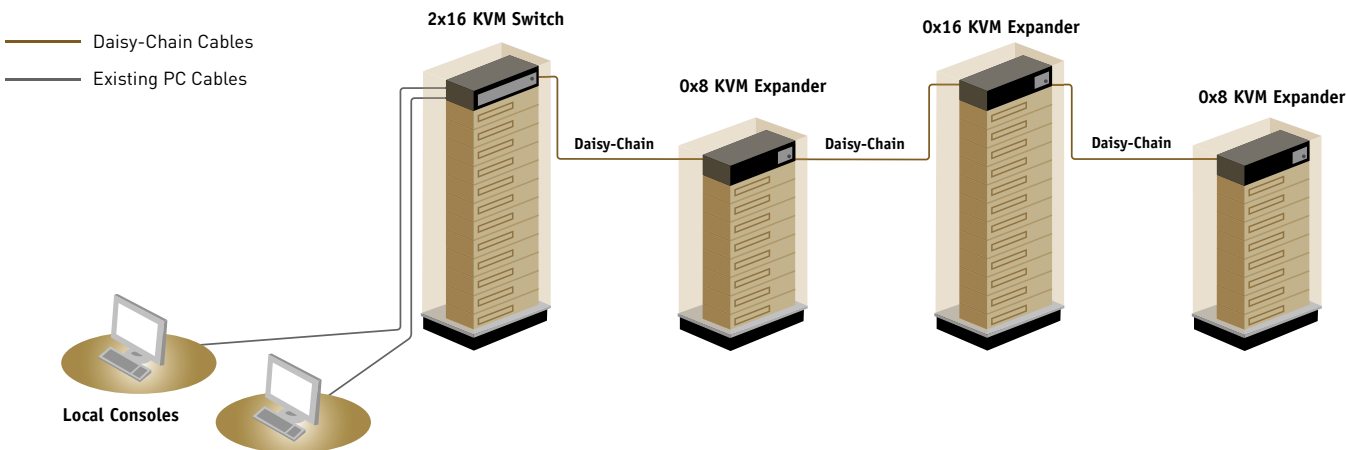 2x16 KVM Switch
0x16 KVM Expander
Daisy-Chain Cables
Existing PC Cables
0x8 KVM Expander
0x8 KVM Expander
Daisy-Chain
Daisy-Chain
Daisy-Chain
Local Consoles